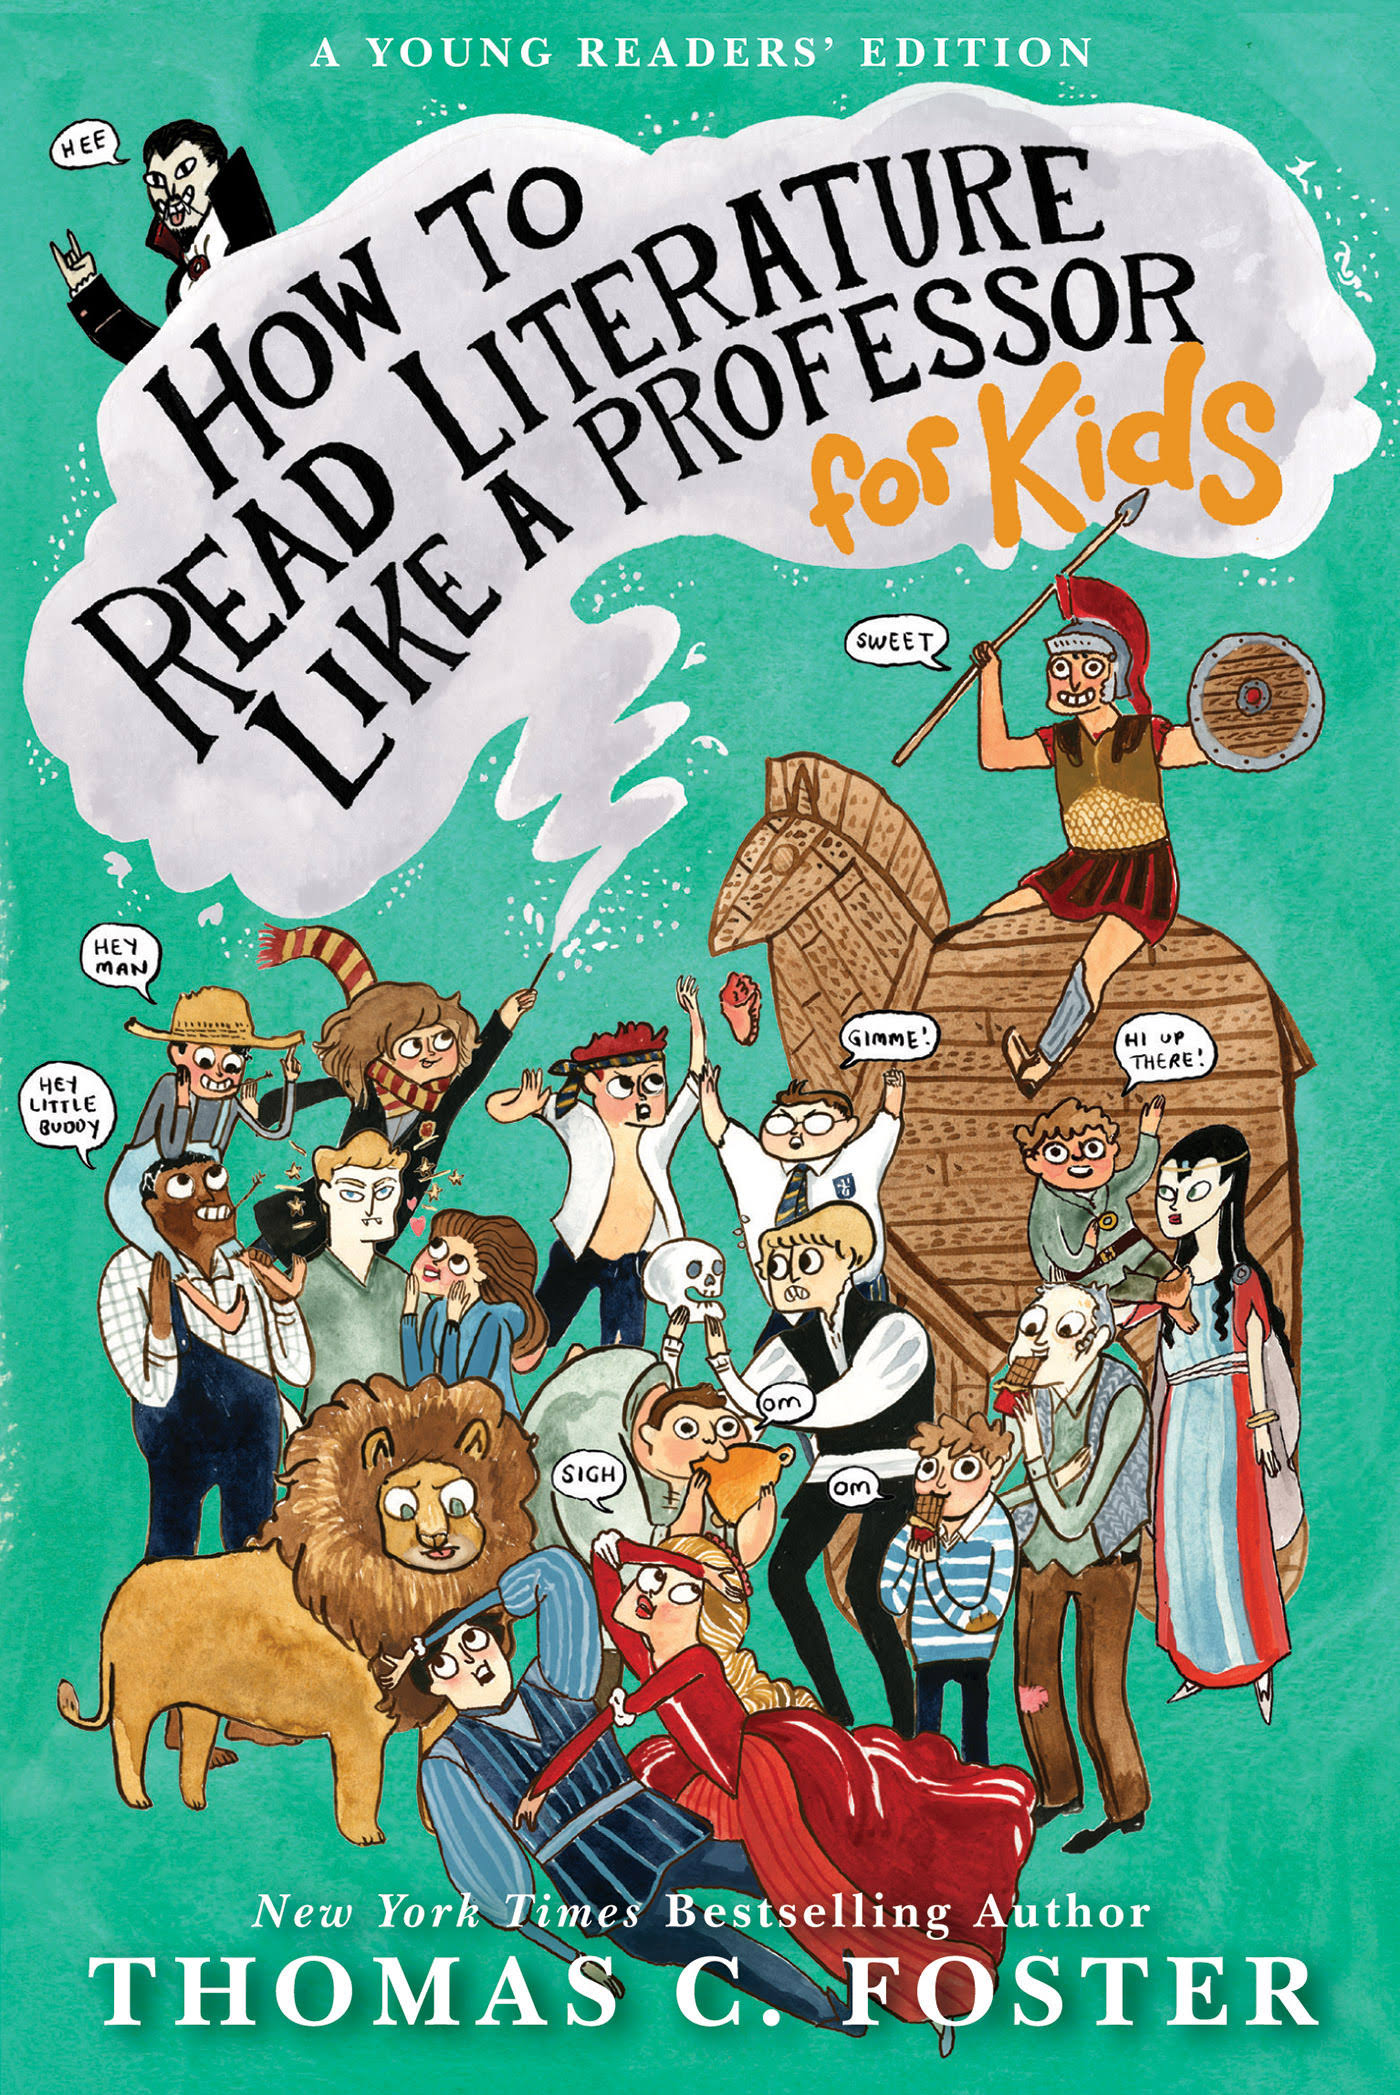 A YOUNG READERS' EDITION
HEE
HOW TO
READ LITERATURE
LIKE A PROFESSOR
for Kids
SWEET
HEY
MAN
GIMME!
HI UP
THERE!
HEY
LITTLE
BUDDY
OM
SIGH
OM
New York Times Bestselling Author
THOMAS C. FOSTER